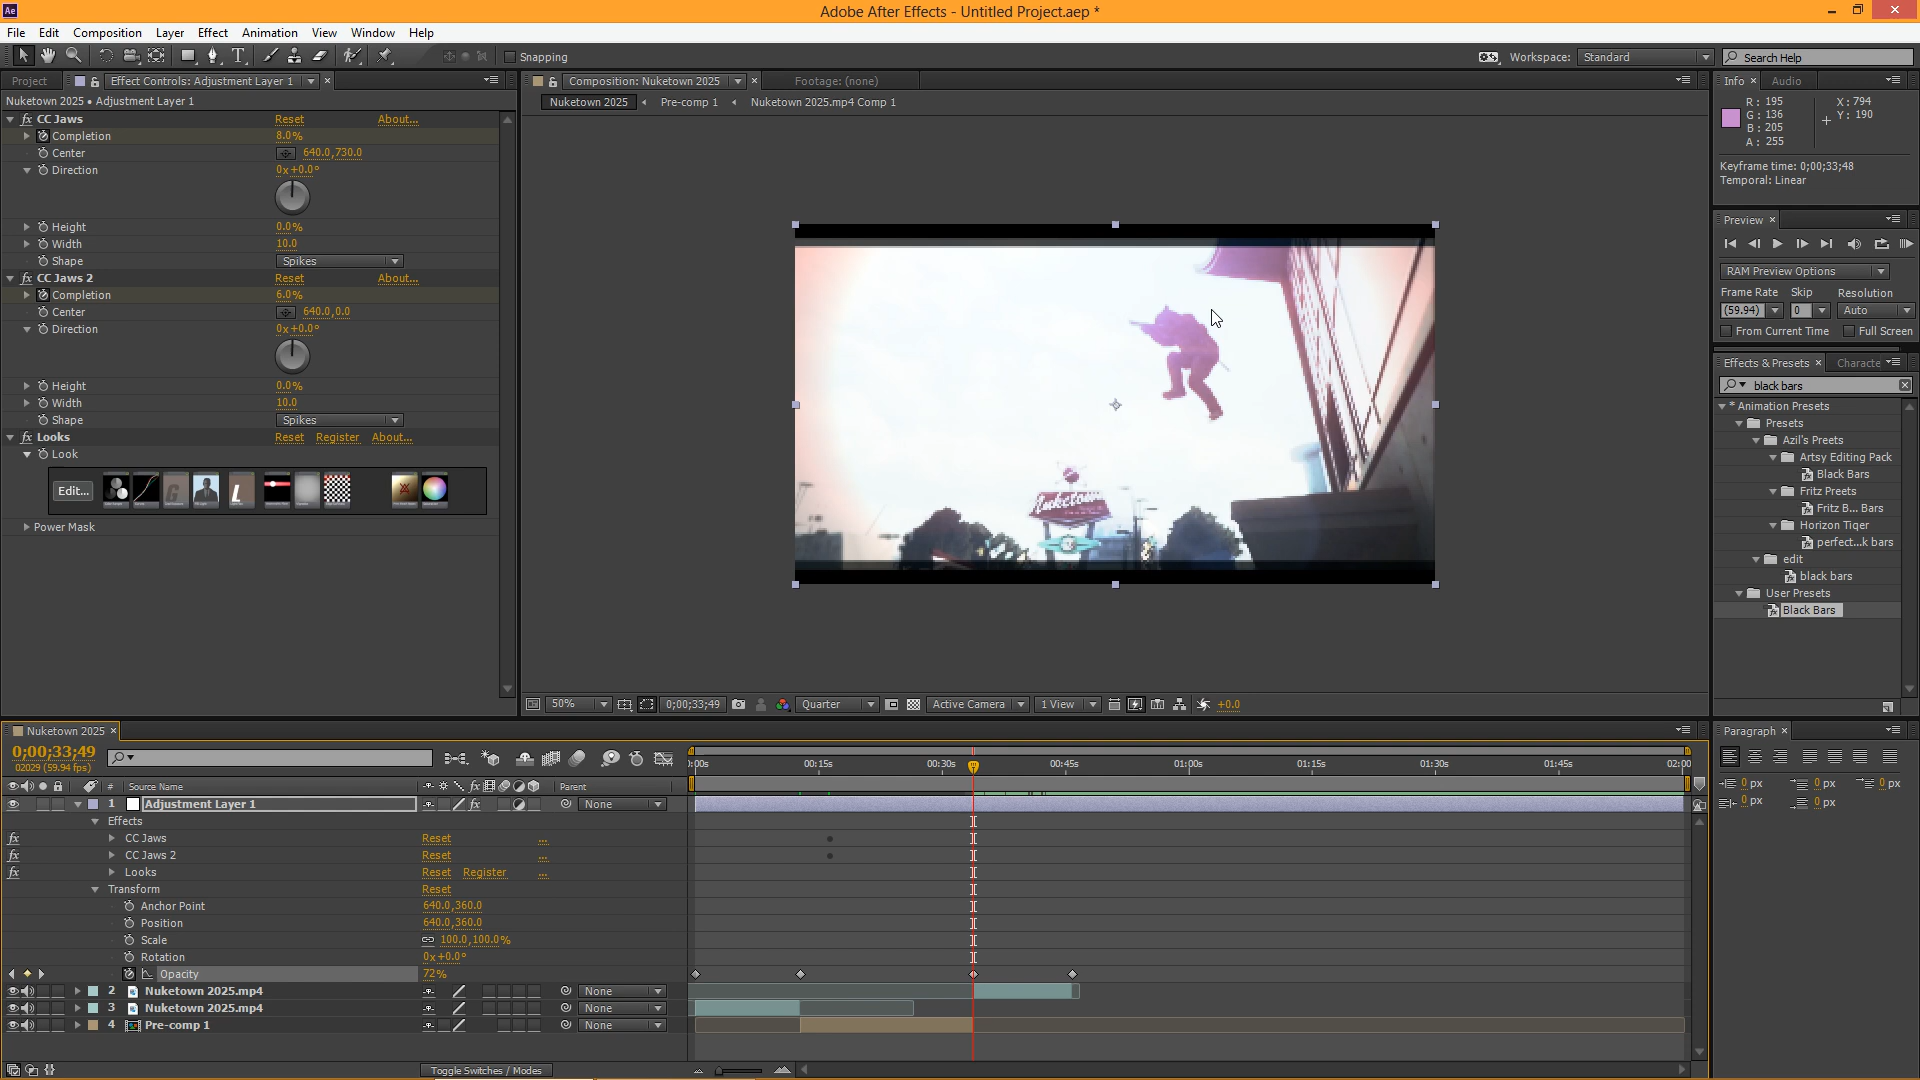 Ae
Adobe After Effects - Untitled Project.aep *
File Edit Composition Layer Effect Animation View Window Help
Snapping
Workspace: Standard
Search Help
Project
Effect Controls: Adjustment Layer 1
Nuketown 2025 • Adjustment Layer 1
fx CC Jaws Reset About...
Completion 8.0%
Center 640.0,730.0
Direction 0x+0.0°
Height 0.0%
Width 10.0
Shape Spikes
fx CC Jaws 2 Reset About...
Completion 6.0%
Center 640.0,0.0
Direction 0x+0.0°
Height 0.0%
Width 10.0
Shape Spikes
fx Looks Reset Register About...
Look
Edit...
Power Mask
Composition: Nuketown 2025
Footage: (none)
Nuketown 2025 Pre-comp 1 Nuketown 2025.mp4 Comp 1
Nuketown
50% 0;00;33;49 Quarter Active Camera 1 View +0.0
Info Audio
R: 195
G: 136
B: 205
A: 255
X: 794
Y: 190
Keyframe time: 0;00;33;48
Temporal: Linear
Preview
RAM Preview Options
Frame Rate Skip Resolution
(59.94) 0 Auto
From Current Time Full Screen
Effects & Presets Characte
black bars
* Animation Presets
Presets
Azil's Preets
Artsy Editing Pack
Black Bars
Fritz Preets
Fritz B... Bars
Horizon Tiqer
perfect...k bars
edit
black bars
User Presets
Black Bars
Paragraph
0 px 0 px 0 px
0 px 0 px
Nuketown 2025
0;00;33;49
02029 (59.94 fps)
:00s 00:15s 00:30s 00:45s 01:00s 01:15s 01:30s 01:45s 02:00
# Source Name Parent
1 Adjustment Layer 1 None
Effects
fx CC Jaws Reset ...
fx CC Jaws 2 Reset ...
fx Looks Reset Register ...
Transform Reset
Anchor Point 640.0,360.0
Position 640.0,360.0
Scale 100.0,100.0%
Rotation 0x+0.0°
Opacity 72%
2 Nuketown 2025.mp4 None
3 Nuketown 2025.mp4 None
4 Pre-comp 1 None
Toggle Switches / Modes